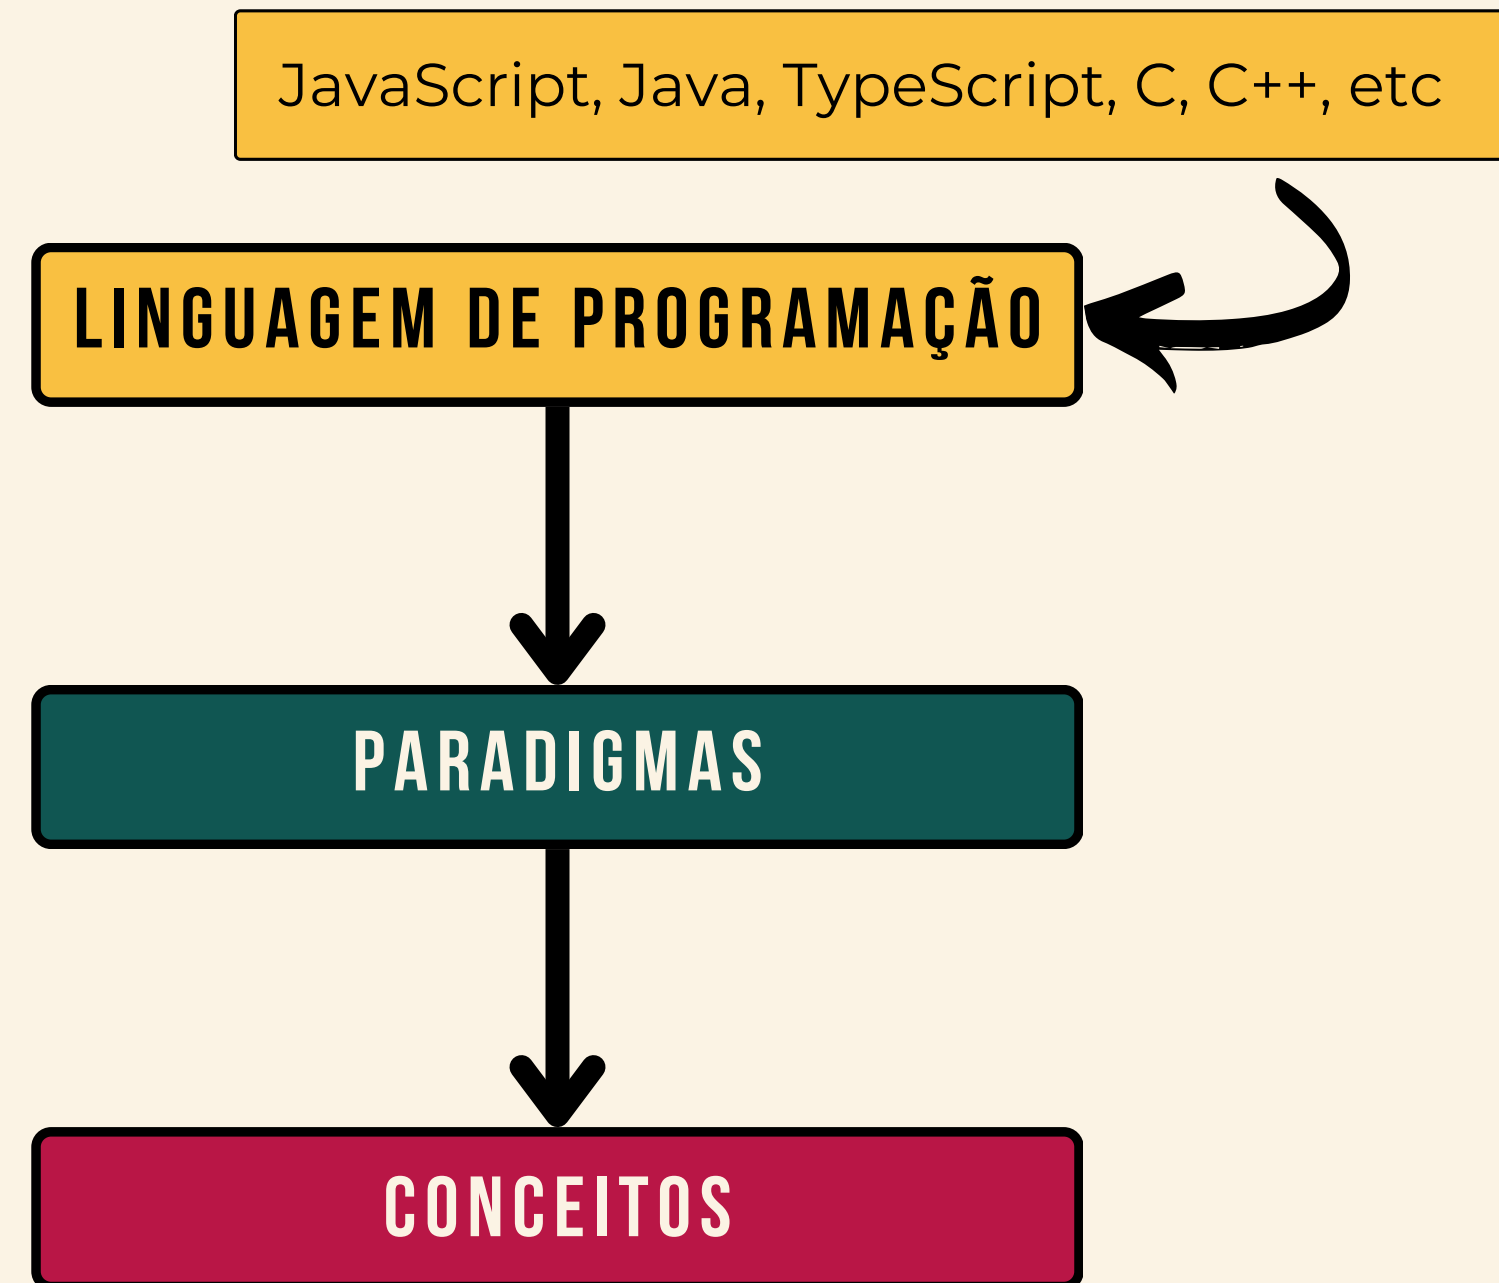 JavaScript, Java, TypeScript, C, C++, etc
LINGUAGEM DE PROGRAMAÇÃO
PARADIGMAS
CONCEITOS